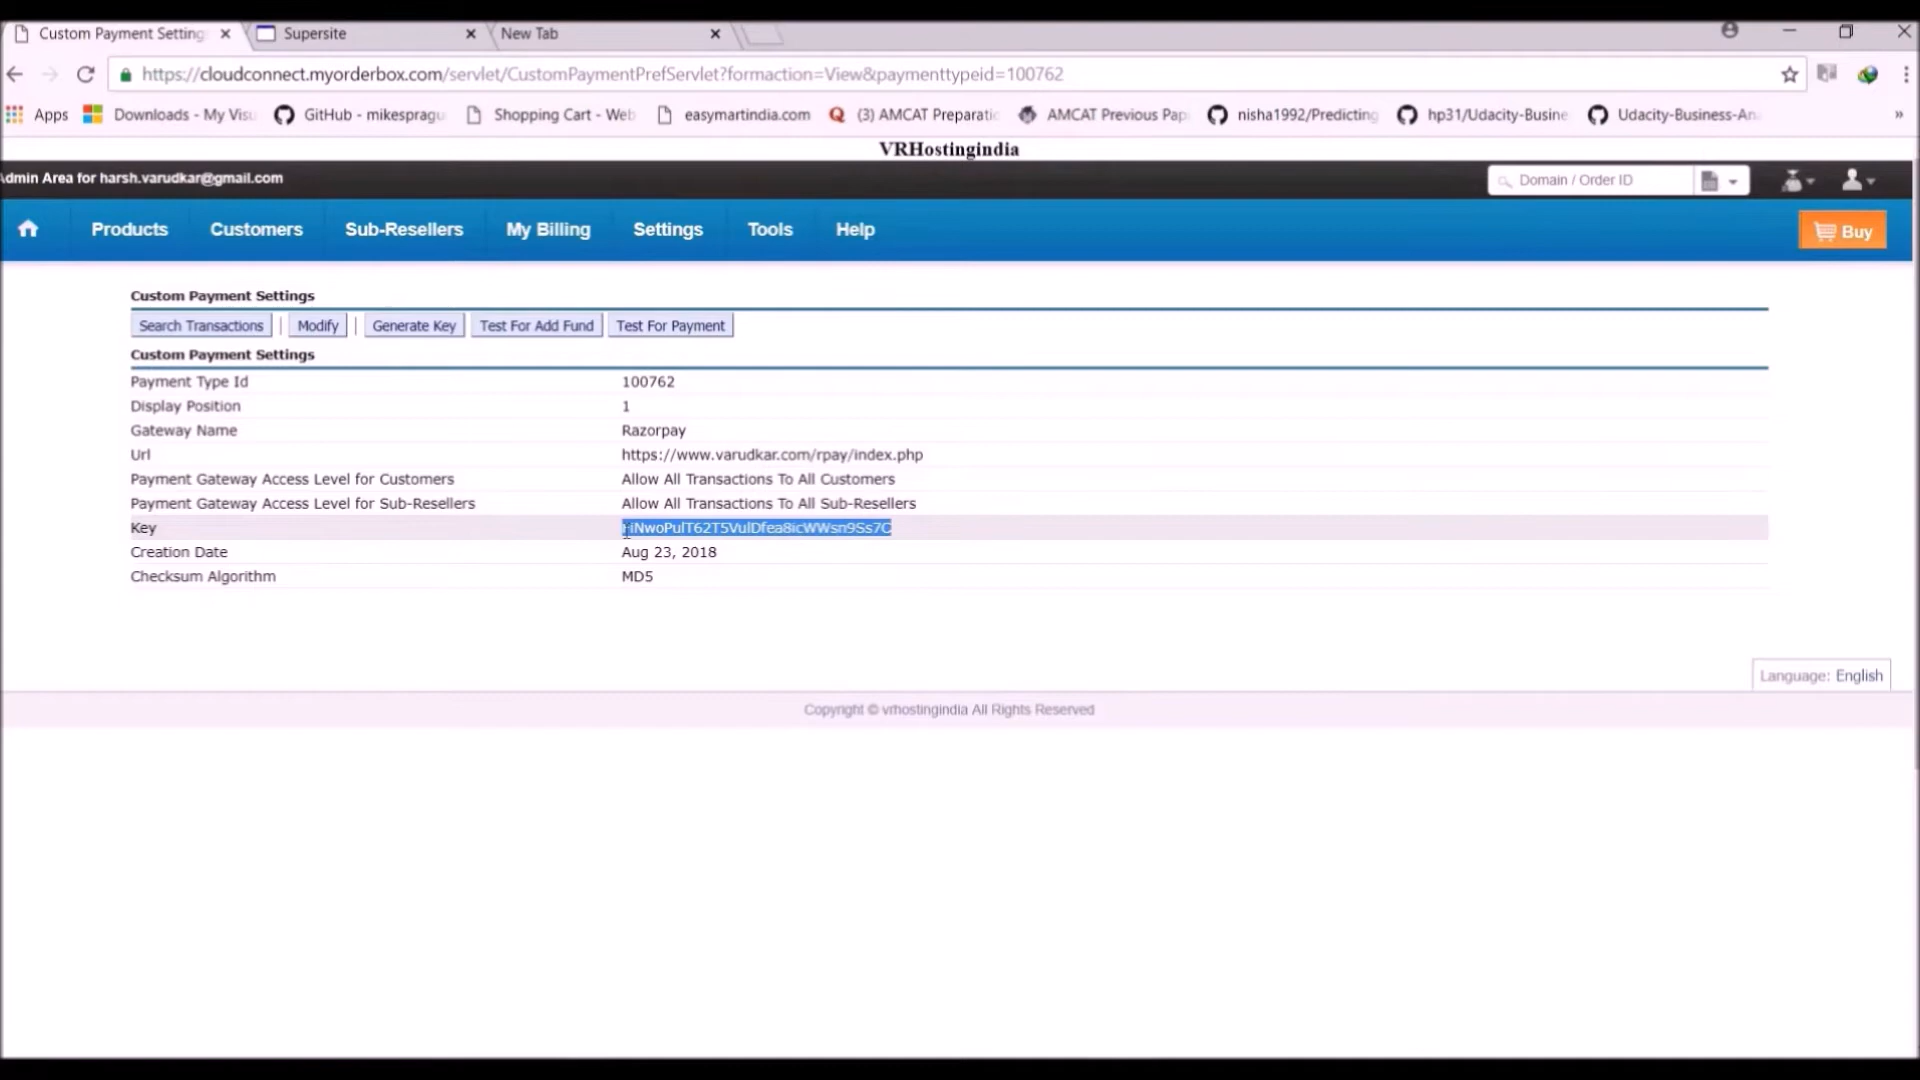 Custom Payment Setting
Supersite
New Tab
https://cloudconnect.myorderbox.com/servlet/CustomPaymentPrefServlet?formaction=View&paymenttypeid=100762
Apps
Downloads - My Visu
GitHub - mikespragu
Shopping Cart - Web
easymartindia.com
(3) AMCAT Preparatio
AMCAT Previous Pap
nisha1992/Predicting
hp31/Udacity-Busine
Udacity-Business-An
»
VRHostingindia
Admin Area for harsh.varudkar@gmail.com
Domain / Order ID
Products
Customers
Sub-Resellers
My Billing
Settings
Tools
Help
Buy
Custom Payment Settings
Search Transactions | Modify | Generate Key Test For Add Fund Test For Payment
Custom Payment Settings
Payment Type Id 100762
Display Position 1
Gateway Name Razorpay
Url https://www.varudkar.com/rpay/index.php
Payment Gateway Access Level for Customers Allow All Transactions To All Customers
Payment Gateway Access Level for Sub-Resellers Allow All Transactions To All Sub-Resellers
Key
Creation Date Aug 23, 2018
Checksum Algorithm MD5
Language: English
Copyright © vrhostingindia All Rights Reserved